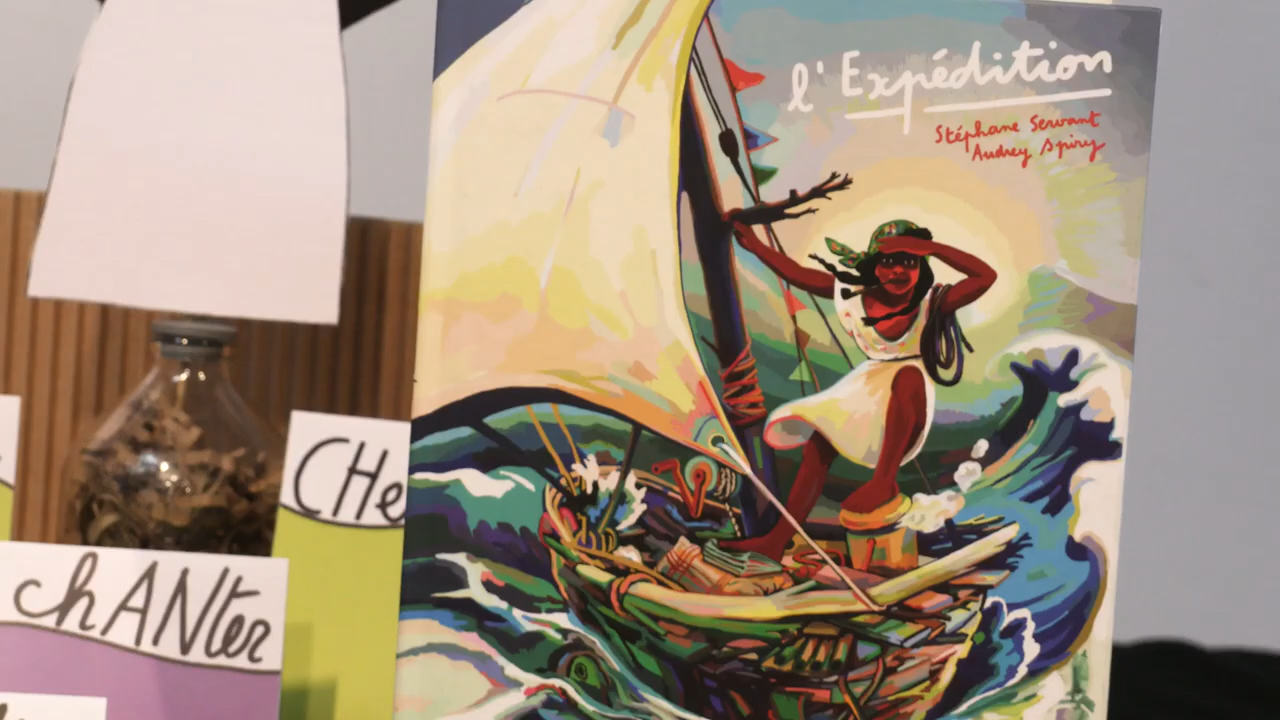 l'Expédition
Stéphane Servant
Audrey Spiry
CHe
chANTer